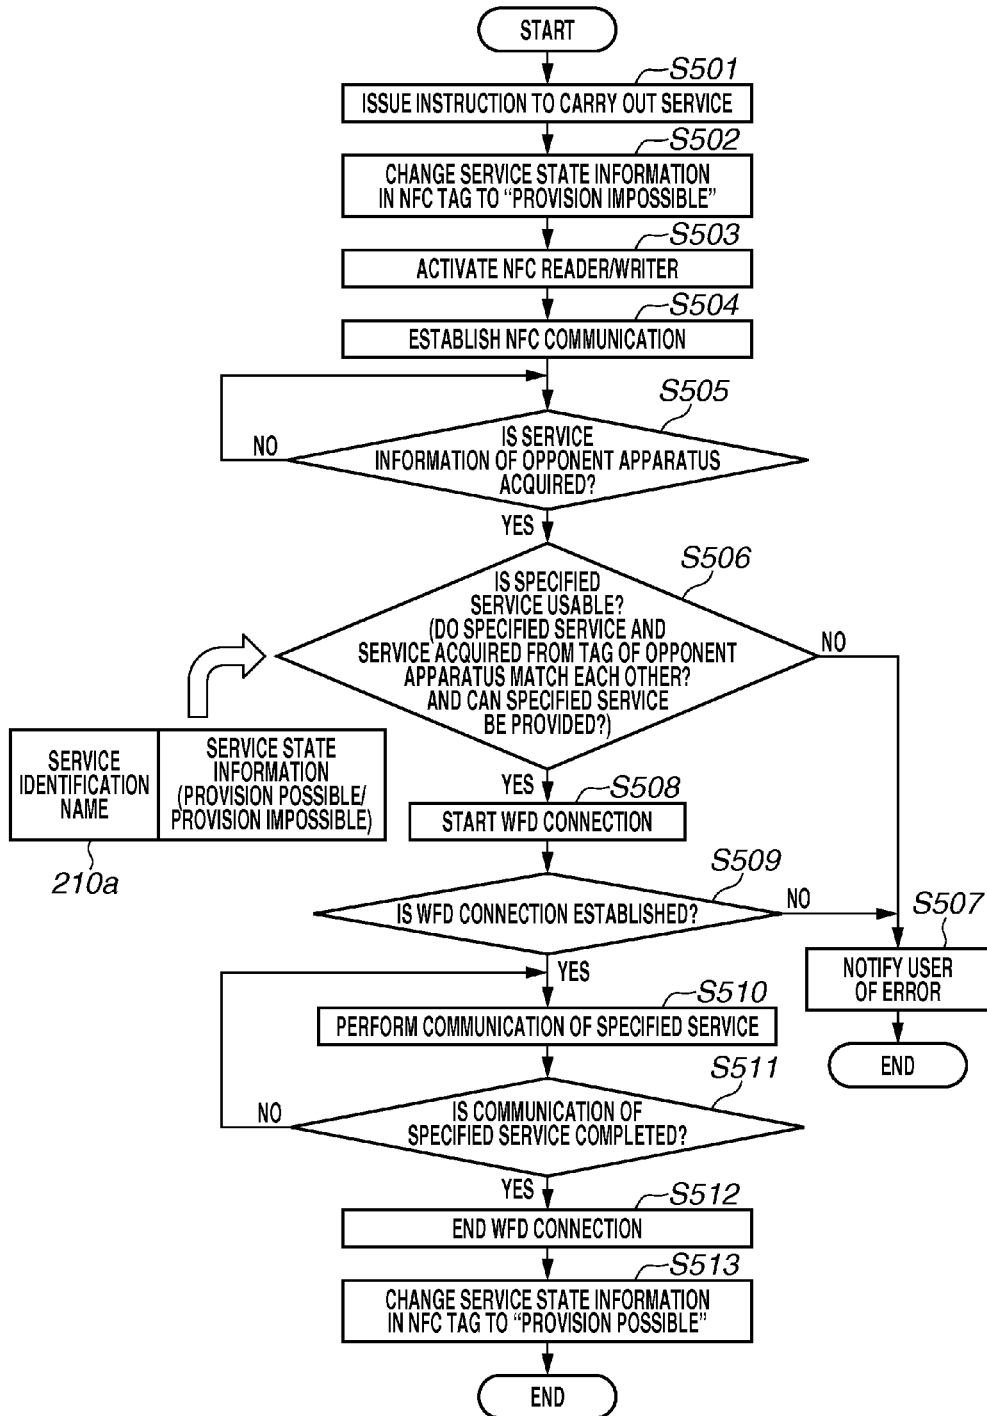 START
S501
ISSUE INSTRUCTION TO CARRY OUT SERVICE
S502
CHANGE SERVICE STATE INFORMATION
IN NFC TAG TO “PROVISION IMPOSSIBLE”
S503
ACTIVATE NFC READER/WRITER
S504
ESTABLISH NFC COMMUNICATION
S505
IS SERVICE
INFORMATION OF OPPONENT APPARATUS
ACQUIRED?
NO
YES
S506
IS SPECIFIED
SERVICE USABLE?
(DO SPECIFIED SERVICE AND
SERVICE ACQUIRED FROM TAG OF OPPONENT
APPARATUS MATCH EACH OTHER?
AND CAN SPECIFIED SERVICE
BE PROVIDED?)
NO
SERVICE
IDENTIFICATION
NAME
SERVICE STATE
INFORMATION
(PROVISION POSSIBLE/
PROVISION IMPOSSIBLE)
210a
YES
S508
START WFD CONNECTION
S509
IS WFD CONNECTION ESTABLISHED?
NO
S507
NOTIFY USER
OF ERROR
END
YES
S510
PERFORM COMMUNICATION OF SPECIFIED SERVICE
S511
IS COMMUNICATION OF
SPECIFIED SERVICE COMPLETED?
NO
YES
S512
END WFD CONNECTION
S513
CHANGE SERVICE STATE INFORMATION
IN NFC TAG TO “PROVISION POSSIBLE”
END